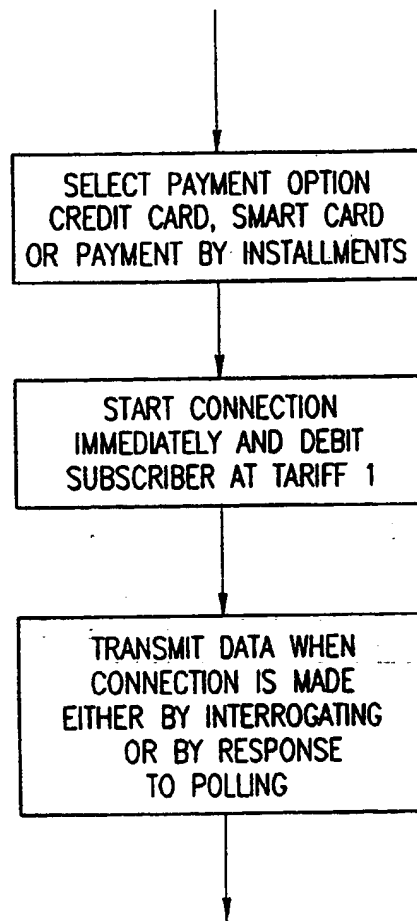 SELECT PAYMENT OPTION
CREDIT CARD, SMART CARD
OR PAYMENT BY INSTALLMENTS
START CONNECTION
IMMEDIATELY AND DEBIT
SUBSCRIBER AT TARIFF 1
TRANSMIT DATA WHEN
CONNECTION IS MADE
EITHER BY INTERROGATING
OR BY RESPONSE
TO POLLING